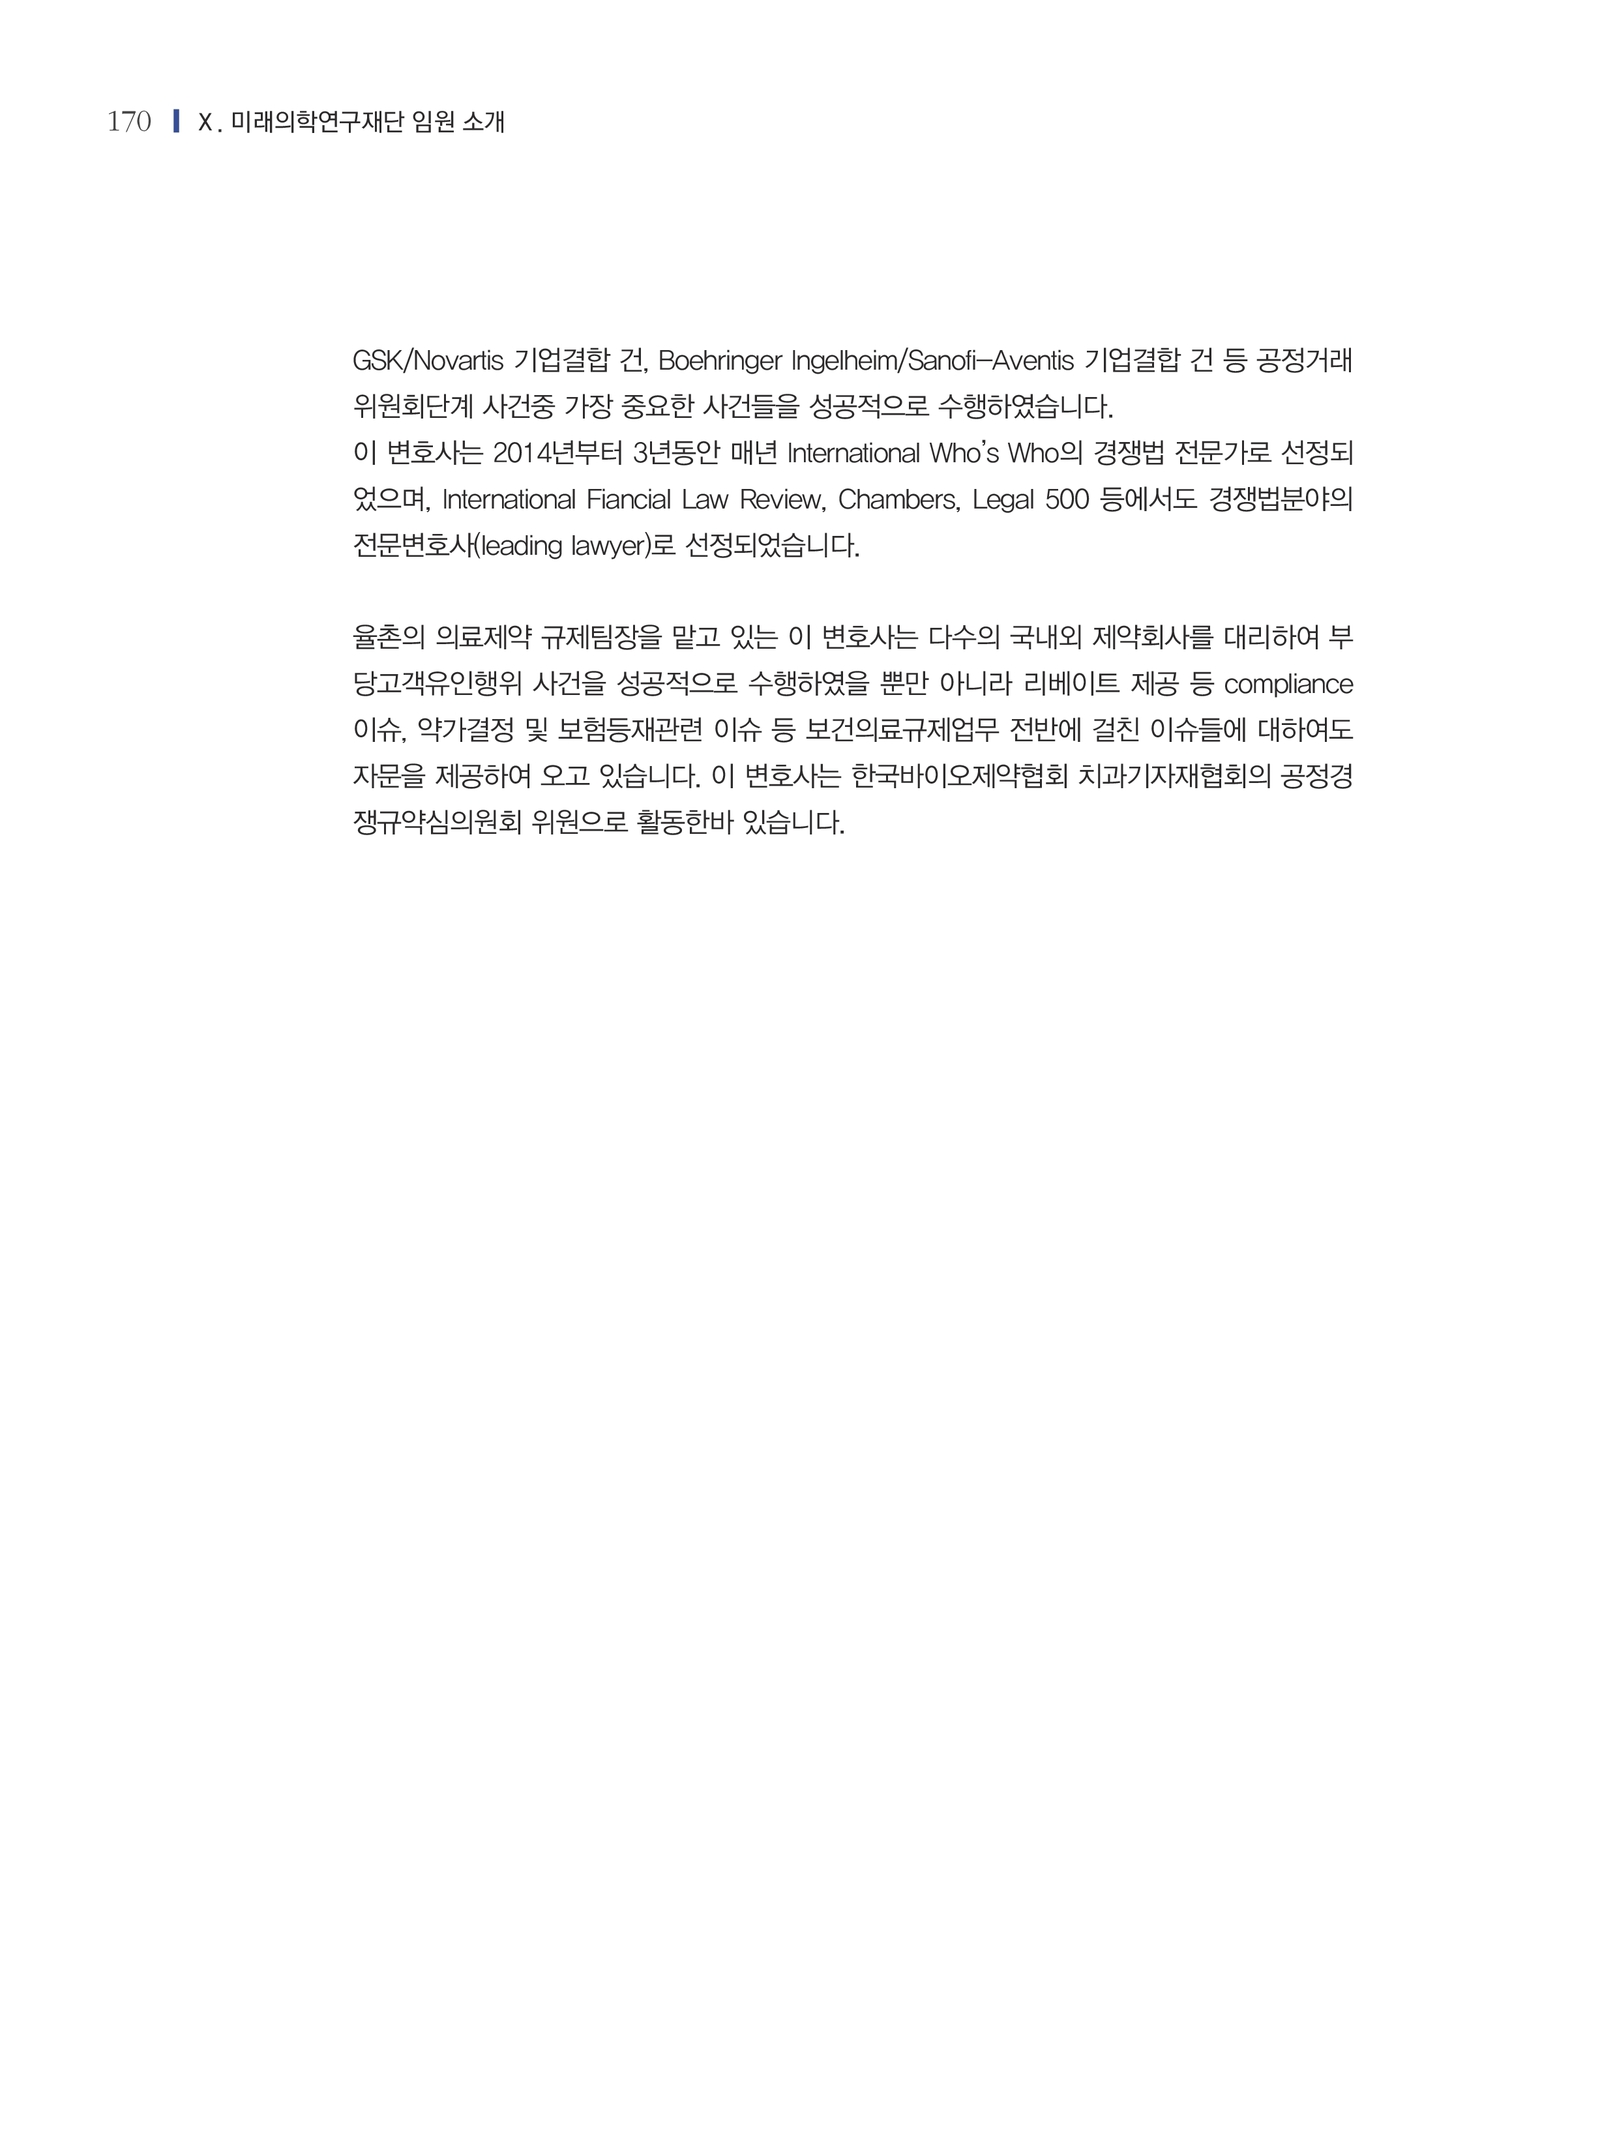 170 X. 미래의학연구재단 임원 소개
GSK/Novartis 기업결합 건, Boehringer Ingelheim/Sanofi–Aventis 기업결합 건 등 공정거래
위원회단계 사건중 가장 중요한 사건들을 성공적으로 수행하였습니다.
이 변호사는 2014년부터 3년동안 매년 International Who’s Who의 경쟁법 전문가로 선정되
었으며, International Fiancial Law Review, Chambers, Legal 500 등에서도 경쟁법분야의
전문변호사(leading lawyer)로 선정되었습니다.
율촌의 의료제약 규제팀장을 맡고 있는 이 변호사는 다수의 국내외 제약회사를 대리하여 부
당고객유인행위 사건을 성공적으로 수행하였을 뿐만 아니라 리베이트 제공 등 compliance
이슈, 약가결정 및 보험등재관련 이슈 등 보건의료규제업무 전반에 걸친 이슈들에 대하여도
자문을 제공하여 오고 있습니다. 이 변호사는 한국바이오제약협회 치과기자재협회의 공정경
쟁규약심의원회 위원으로 활동한바 있습니다.